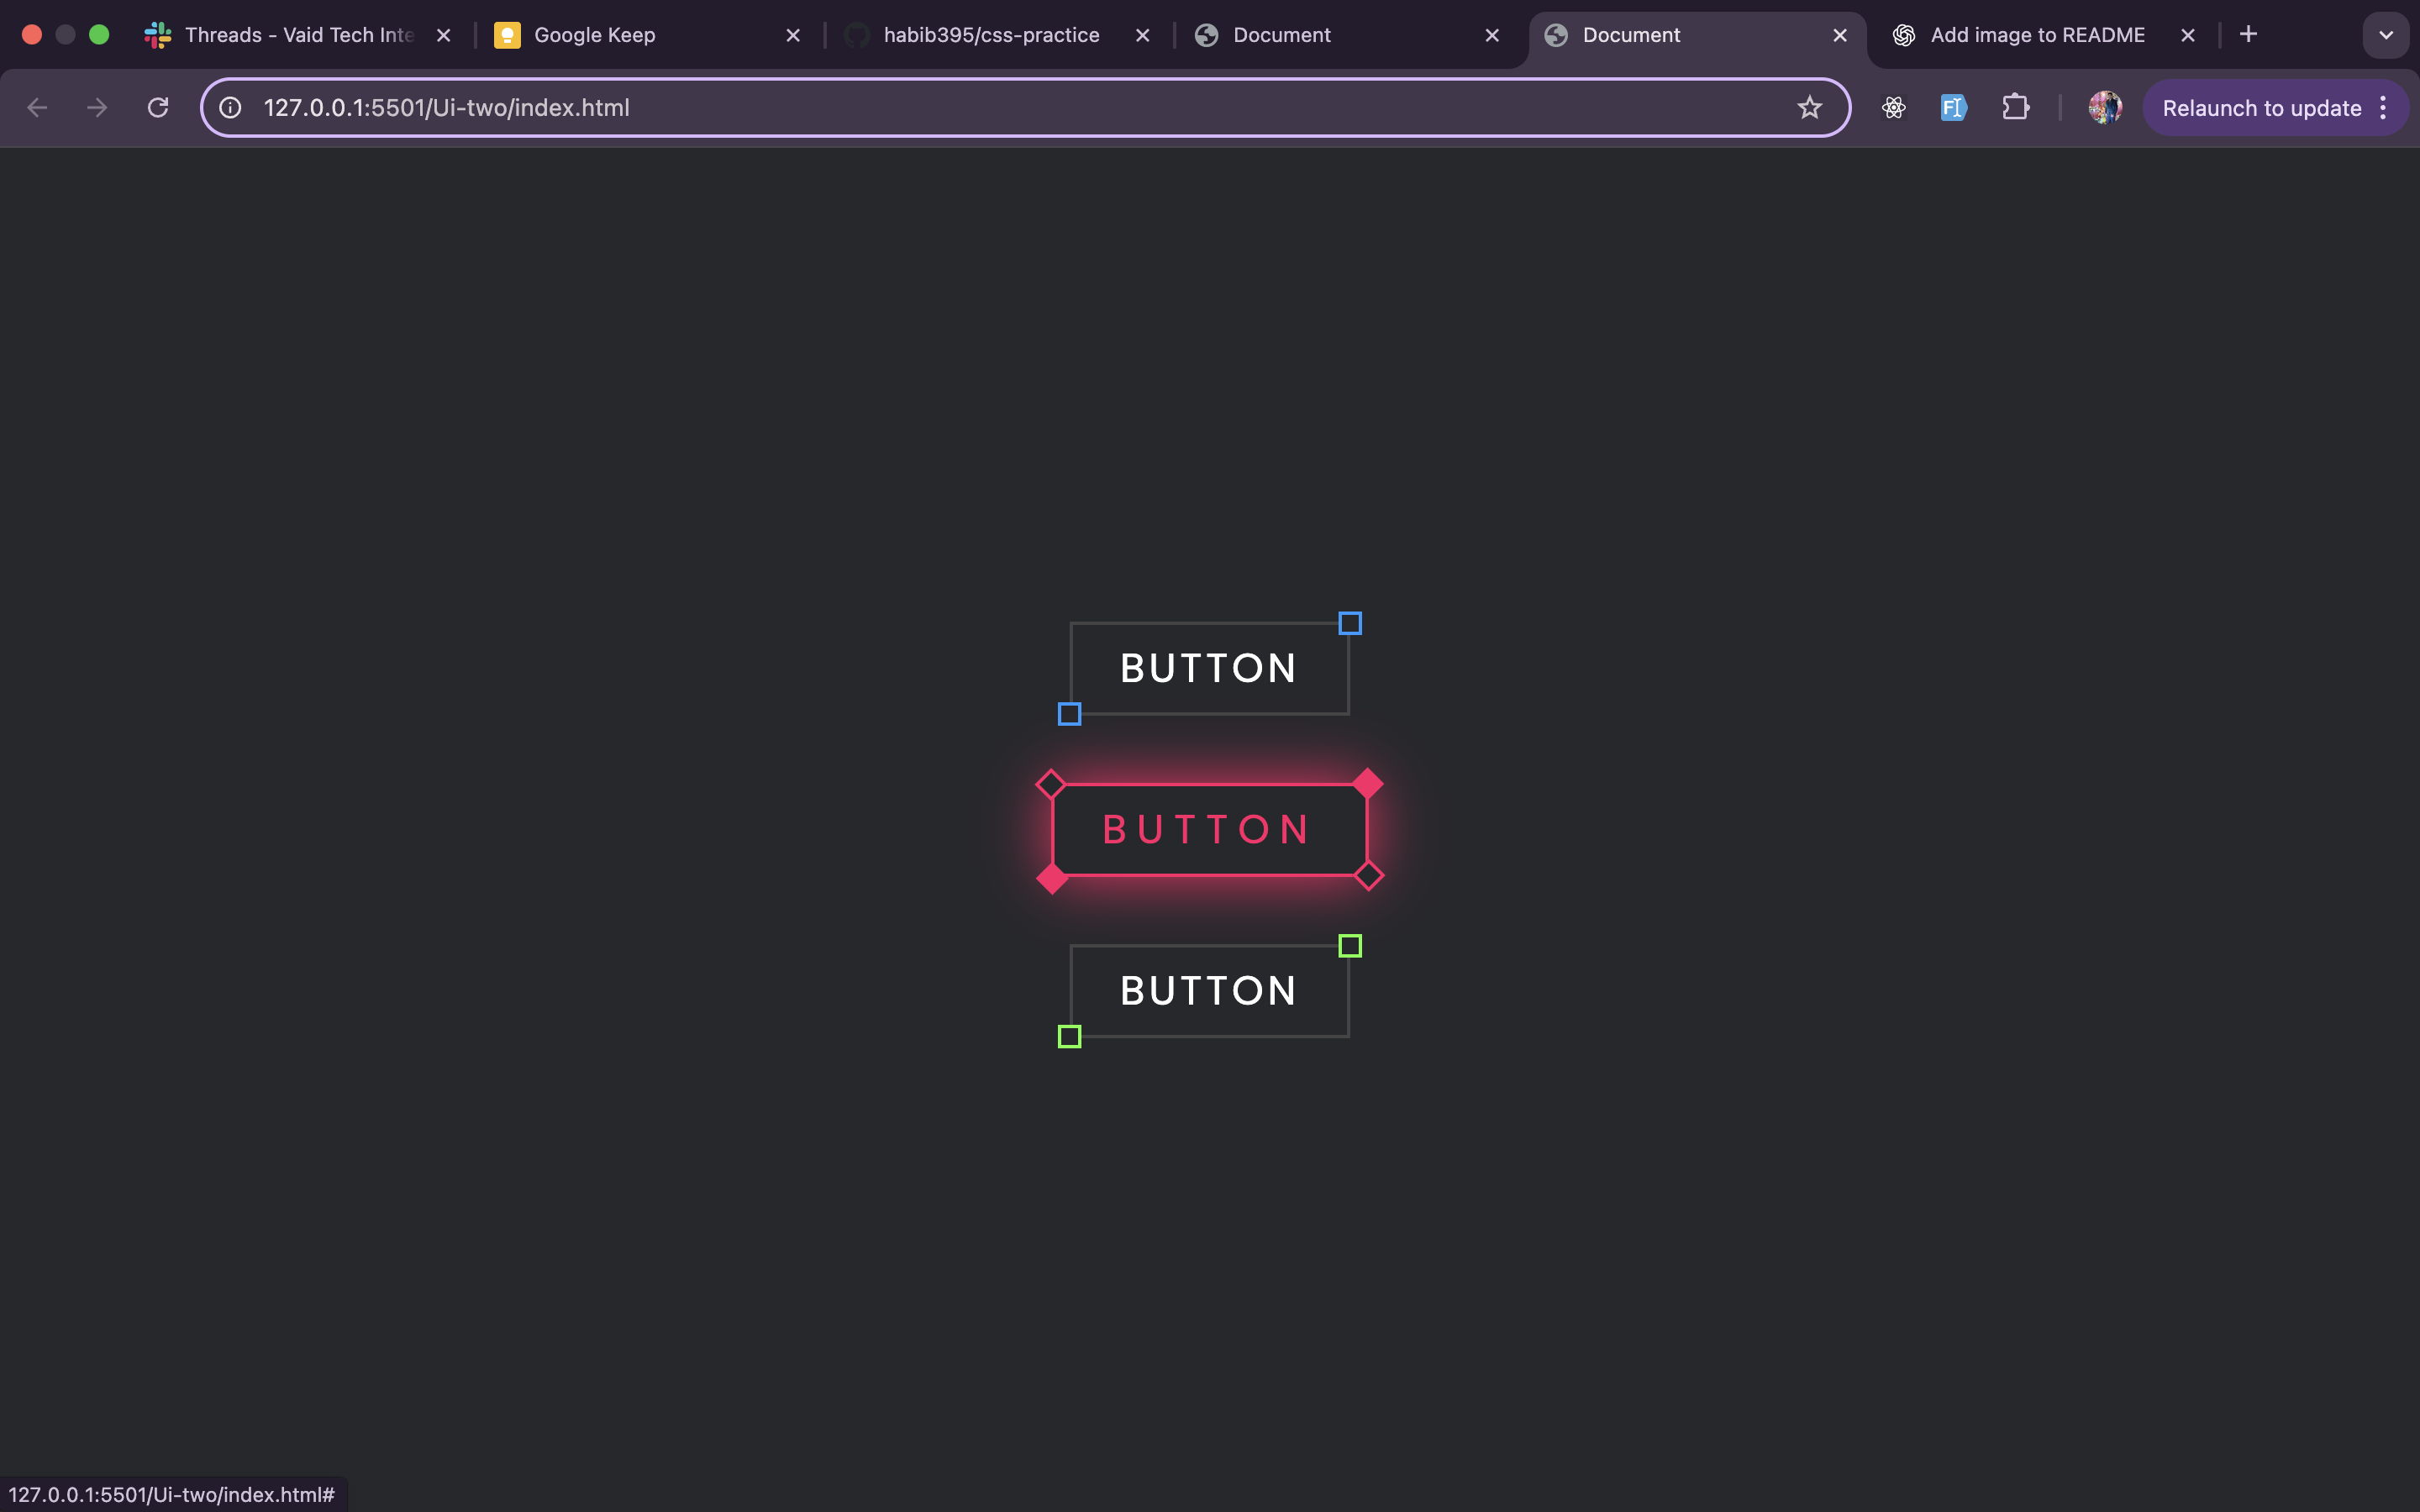 Threads - Vaid Tech Inte
Google Keep
habib395/css-practice
Document
Document
Add image to README
127.0.0.1:5501/Ui-two/index.html
Relaunch to update
BUTTON
BUTTON
BUTTON
127.0.0.1:5501/Ui-two/index.html#